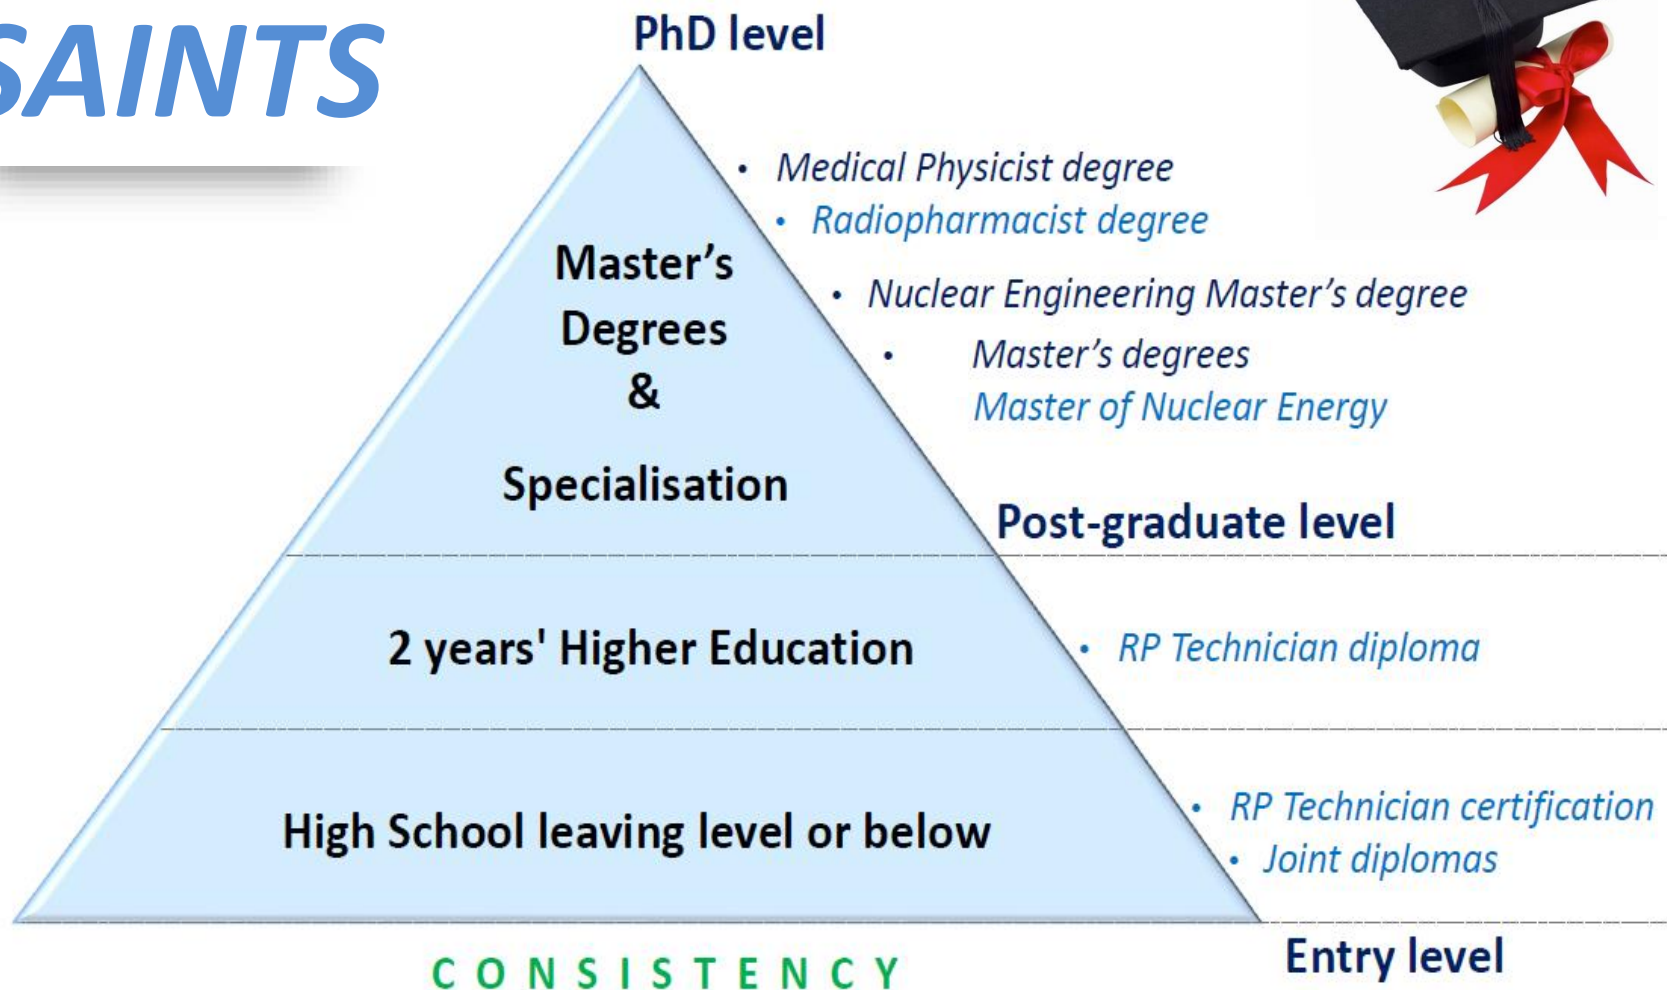 SAINTS
PhD level
• Medical Physicist degree
• Radiopharmacist degree
Master’s
Degrees
&
Specialisation
• Nuclear Engineering Master’s degree
• Master’s degrees
Master of Nuclear Energy
Post-graduate level
2 years' Higher Education
• RP Technician diploma
High School leaving level or below
• RP Technician certification
• Joint diplomas
Entry level
CONSISTENCY